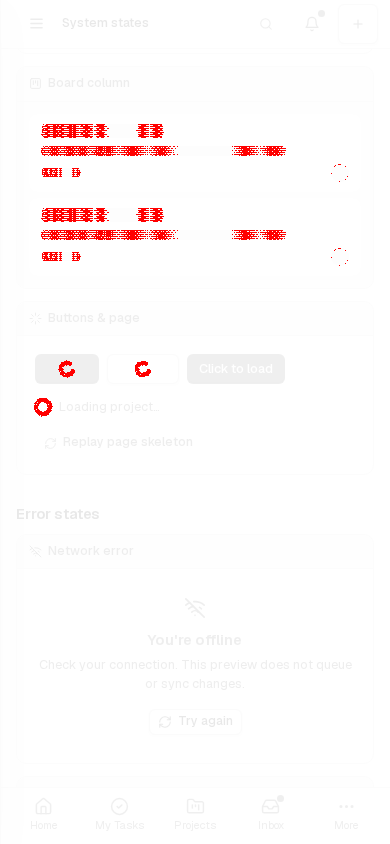 System states
Board column
Buttons & page
Click to load
Loading project...
Replay page skeleton
Error states
Network error
You're offline
Check your connection. This preview does not queue
or sync changes.
Try again
Home My Tasks Projects Inbox More